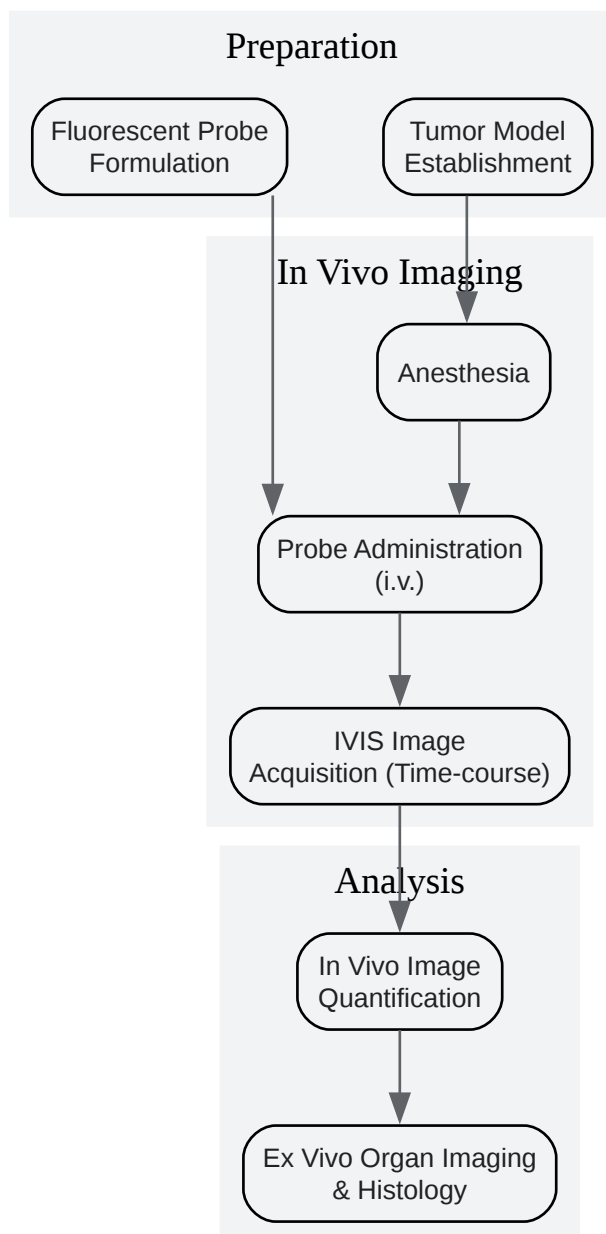 Preparation
Fluorescent Probe
Formulation
Tumor Model
Establishment
In Vivo Imaging
Anesthesia
Probe Administration
(i.v.)
IVIS Image
Acquisition (Time-course)
Analysis
In Vivo Image
Quantification
Ex Vivo Organ Imaging
& Histology